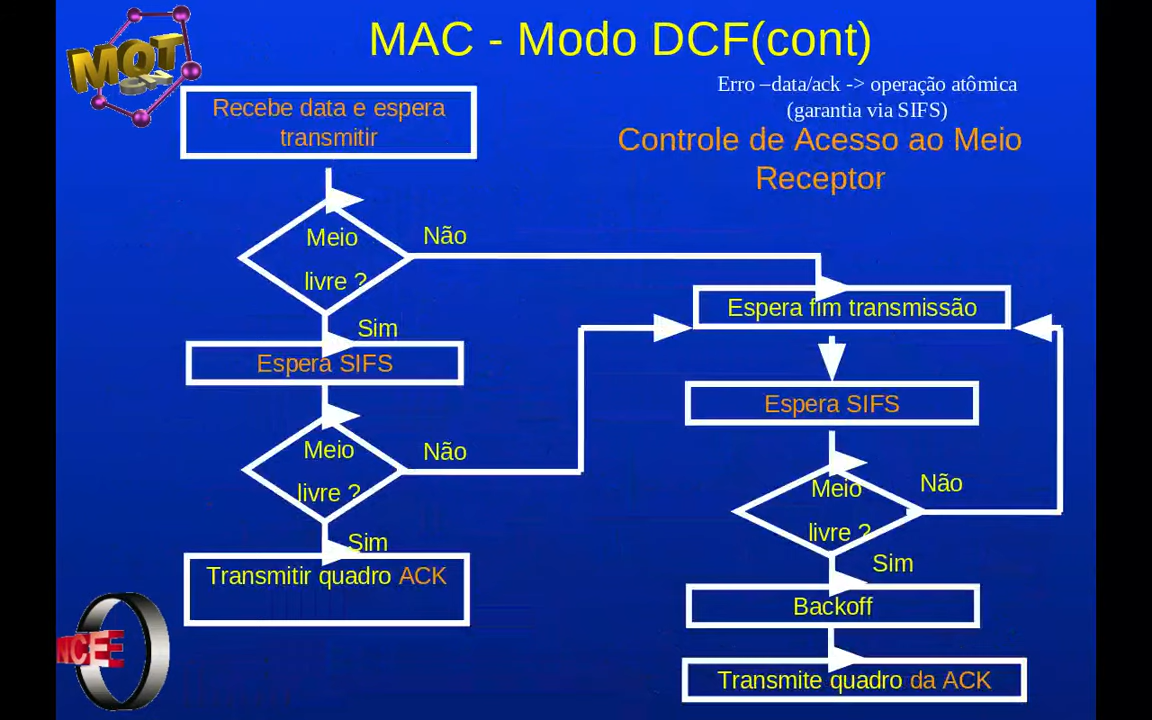 MAC - Modo DCF(cont)
MQT
Erro –data/ack -> operação atômica
(garantia via SIFS)
Controle de Acesso ao Meio
Receptor
Recebe data e espera
transmitir
Meio
livre ?
Não
Sim
Espera SIFS
Meio
livre ?
Não
Sim
Transmitir quadro ACK
Espera fim transmissão
Espera SIFS
Meio
livre ?
Não
Sim
Backoff
Transmite quadro da ACK